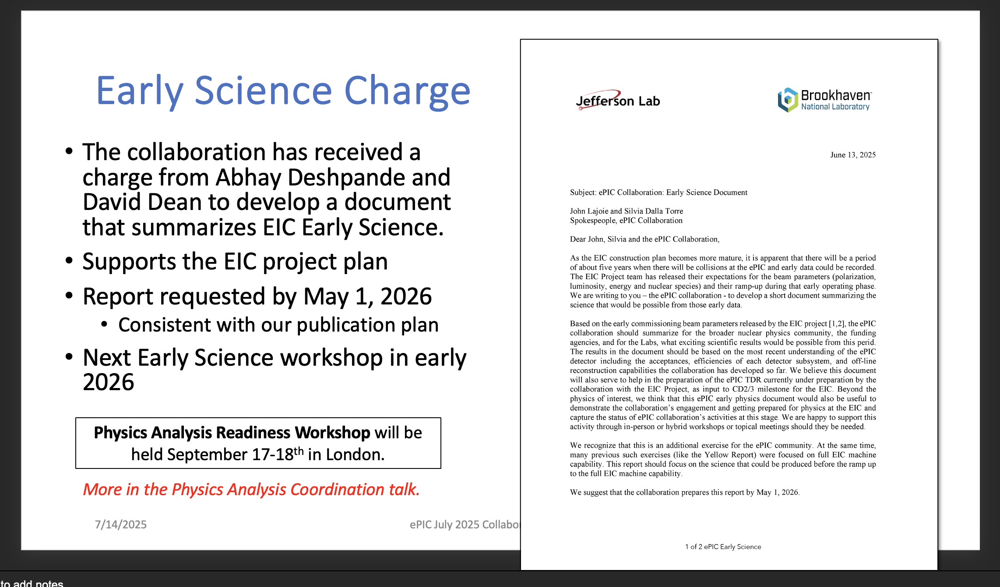 Early Science Charge
• The collaboration has received a
charge from Abhay Deshpande and
David Dean to develop a document
that summarizes EIC Early Science.
• Supports the EIC project plan
• Report requested by May 1, 2026
• Consistent with our publication plan
• Next Early Science workshop in early
2026
Physics Analysis Readiness Workshop will be
held September 17-18th in London.
More in the Physics Analysis Coordination talk.
7/14/2025
ePIC July 2025 Collabor
Jefferson Lab
Brookhaven™
National Laboratory
June 13, 2025
Subject: ePIC Collaboration: Early Science Document
John Lajoie and Silvia Dalla Torre
Spokespeople, ePIC Collaboration
Dear John, Silvia and the ePIC Collaboration,
As the EIC construction plan becomes more mature, it is apparent that there will be a period
of about five years when there will be collisions at the ePIC and early data could be recorded.
The EIC Project team has released their expectations for the beam parameters (polarization,
luminosity, energy and nuclear species) and their ramp-up during that early operating phase.
We are writing to you – the ePIC collaboration - to develop a short document summarizing the
science that would be possible from those early data.
Based on the early commissioning beam parameters released by the EIC project [1,2], the ePIC
collaboration should summarize for the broader nuclear physics community, the funding
agencies, and for the Labs, what exciting scientific results would be possible from this perid.
The results in the document should be based on the most recent understanding of the ePIC
detector including the acceptances, efficiencies of each detector subsystem, and off-line
reconstruction capabilities the collaboration has developed so far. We believe this document
will also serve to help in the preparation of the ePIC TDR currently under preparation by the
collaboration with the EIC Project, as input to CD2/3 milestone for the EIC. Beyond the
physics of interest, we think that this ePIC early physics document would also be useful to
demonstrate the collaboration's engagement and getting prepared for physics at the EIC and
capture the status of ePIC collaboration's activities at this stage. We are happy to support this
activity through in-person or hybrid workshops or topical meetings should they be needed.
We recognize that this is an additional exercise for the ePIC community. At the same time,
many previous such exercises (like the Yellow Report) were focused on full EIC machine
capability. This report should focus on the science that could be produced before the ramp up
to the full EIC machine capability.
We suggest that the collaboration prepares this report by May 1, 2026.
1 of 2 ePIC Early Science
to add notes